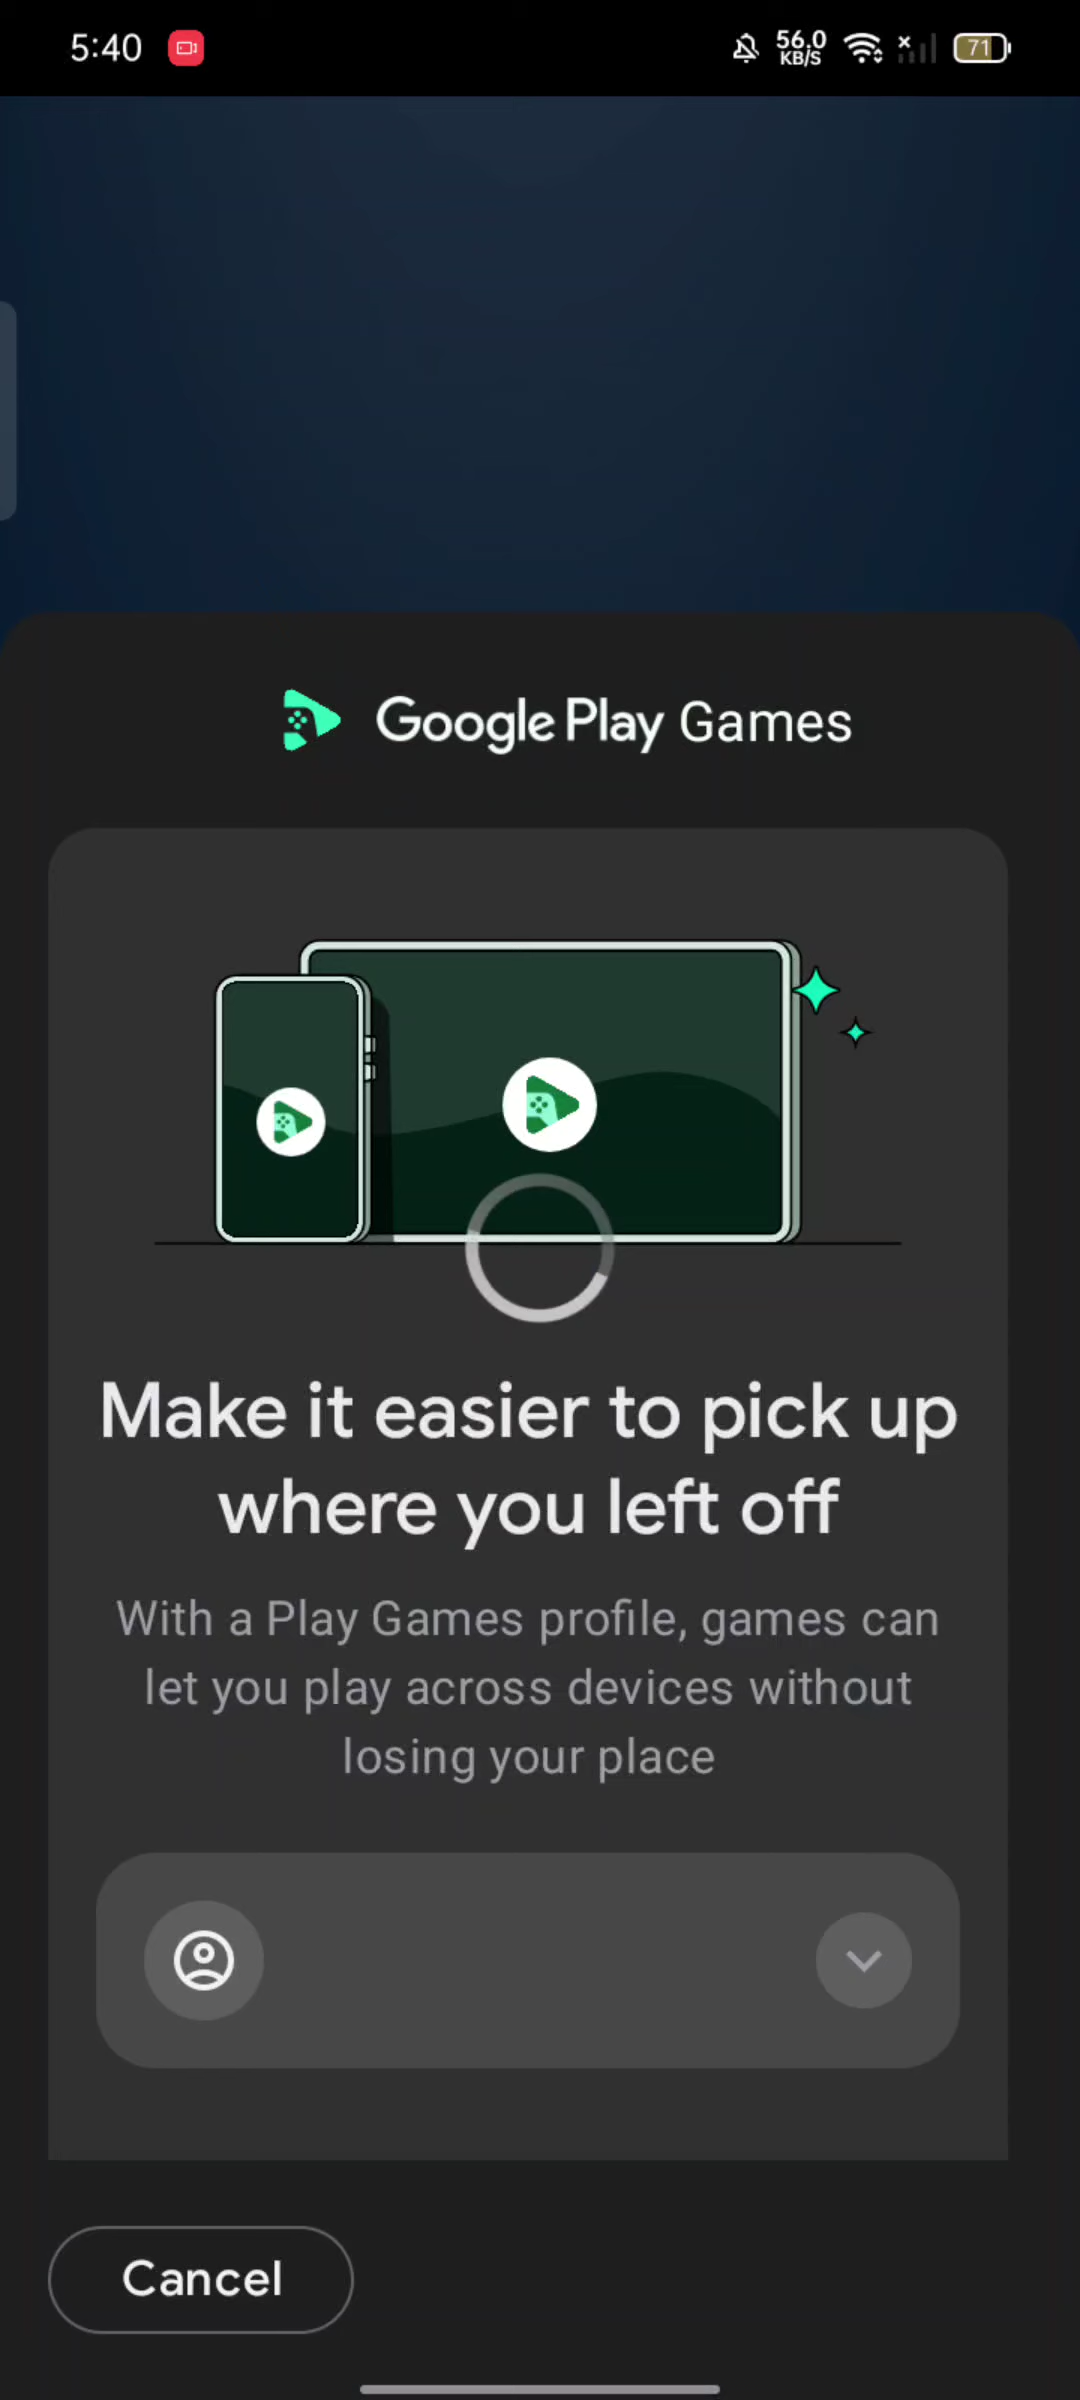 5:40
56.0
KB/S
71
Google Play Games
Make it easier to pick up
where you left off
With a Play Games profile, games can
let you play across devices without
losing your place
Cancel